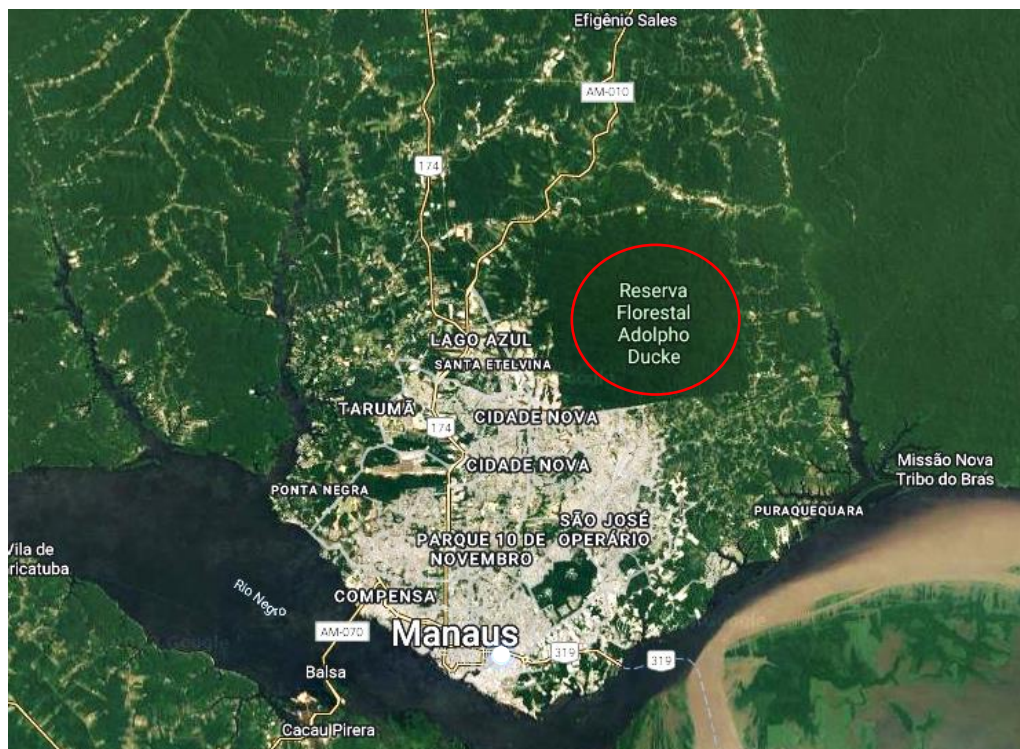 Efigênio Sales
AM-010
174
Reserva
Florestal
Adolpho
Ducke
LAGO AZUL
SANTA ETELVINA
TARUMÃ
CIDADE NOVA
174
CIDADE NOVA
Missão Nova
Tribo do Bras
PONTA NEGRA
PURAQUEQUARA
SÃO JOSÉ
OPERÁRIO
PARQUE 10 DE
NOVEMBRO
Vila de
aricatuba
Rio Negro
COMPENSA
AM-070
Manaus
319
319
Balsa
Cacau Pirera